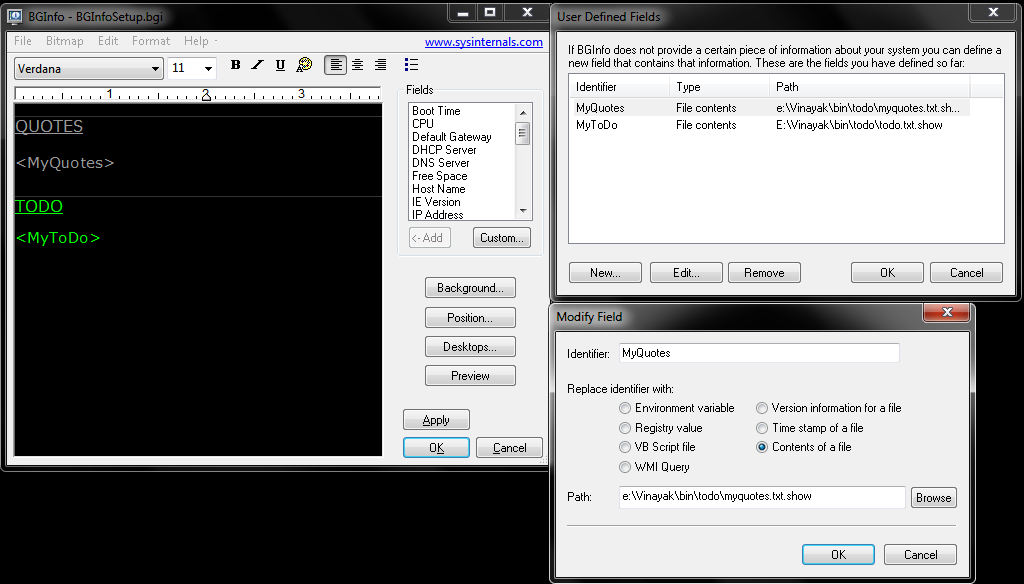 BGInfo - BGInfoSetup.bgi
File Bitmap Edit Format Help
www.sysinternals.com
Verdana 11 B I U
1 2 3
QUOTES
<MyQuotes>
TODO
<MyToDo>
Fields
Boot Time
CPU
Default Gateway
DHCP Server
DNS Server
Free Space
Host Name
IE Version
IP Address
<- Add Custom...
Background...
Position...
Desktops...
Preview
Apply
OK Cancel
User Defined Fields
If BGInfo does not provide a certain piece of information about your system you can define a
new field that contains that information. These are the fields you have defined so far:
Identifier Type Path
MyQuotes File contents e:\Vinayak\bin\todo\myquotes.txt.sh...
MyToDo File contents E:\Vinayak\bin\todo\todo.txt.show
New... Edit... Remove OK Cancel
Modify Field
Identifier: MyQuotes
Replace identifier with:
Environment variable Version information for a file
Registry value Time stamp of a file
VB Script file Contents of a file
WMI Query
Path: e:\Vinayak\bin\todo\myquotes.txt.show Browse
OK Cancel